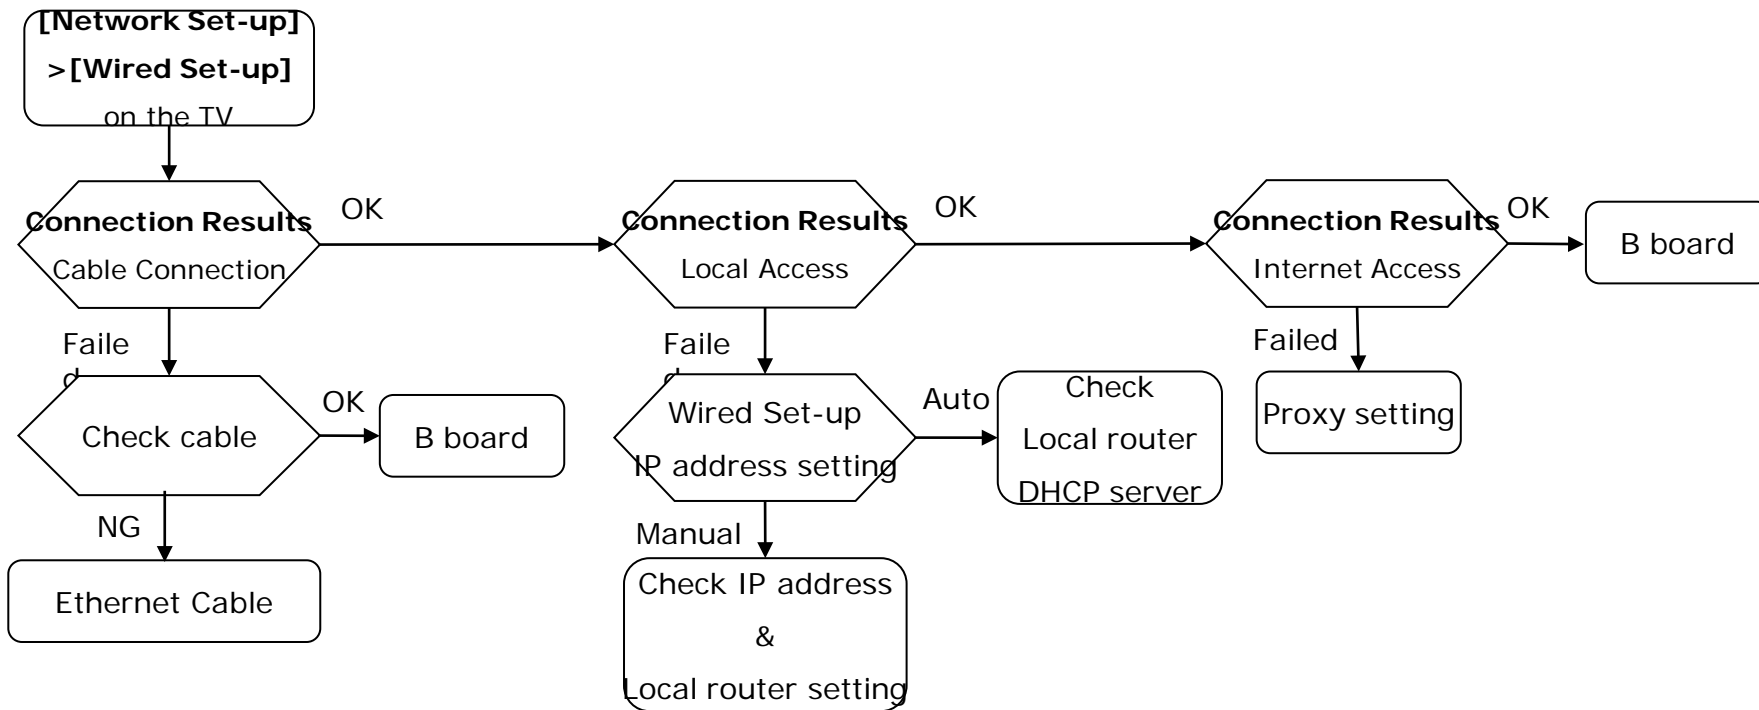 [Network Set-up]
>[Wired Set-up]
on the TV
Connection Results
Cable Connection
OK
Connection Results
Local Access
OK
Connection Results
Internet Access
OK
B board
Faile
d
Check cable
OK
B board
NG
Ethernet Cable
Faile
d
Wired Set-up
IP address setting
Auto
Check
Local router
DHCP server
Manual
Check IP address
&
Local router setting
Failed
Proxy setting